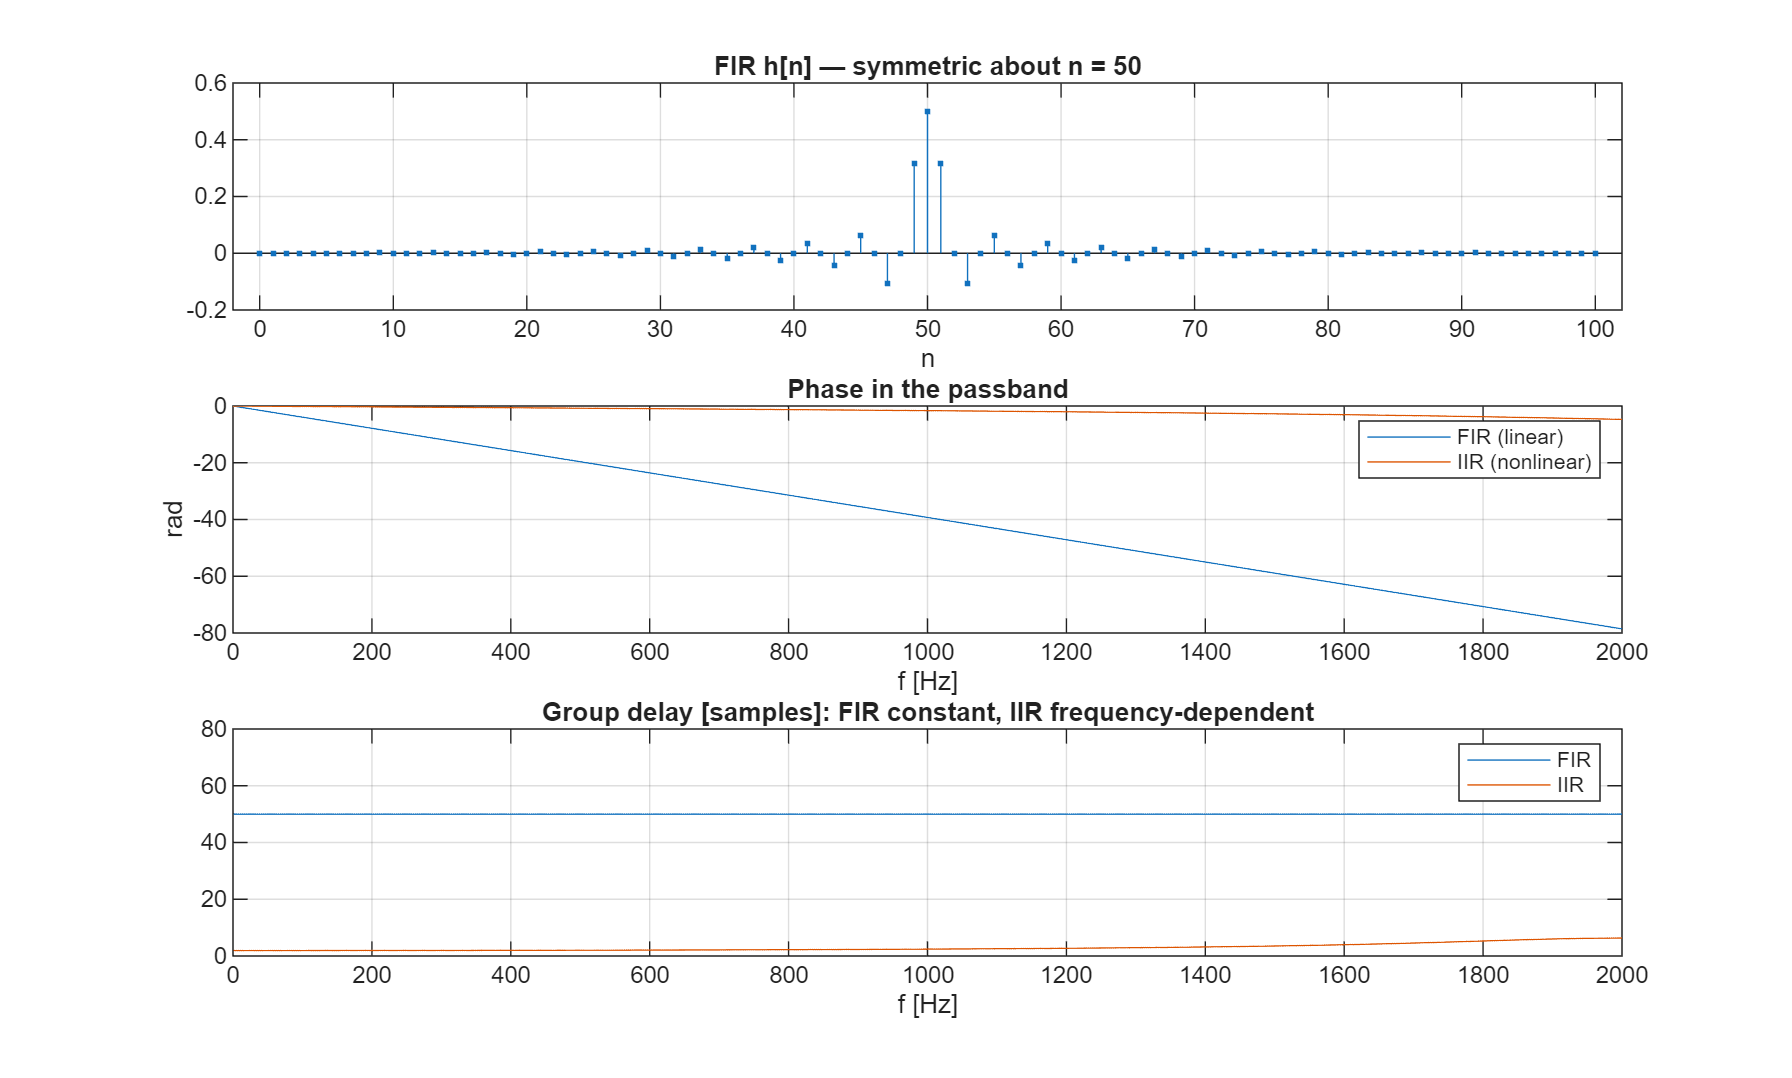 FIR h[n] — symmetric about n = 50
0.6
0.4
0.2
0
-0.2
0 10 20 30 40 50 60 70 80 90 100
n
Phase in the passband
0
-20
-40
-60
-80
rad
FIR (linear)
IIR (nonlinear)
0 200 400 600 800 1000 1200 1400 1600 1800 2000
f [Hz]
Group delay [samples]: FIR constant, IIR frequency-dependent
80
60
40
20
0
FIR
IIR
0 200 400 600 800 1000 1200 1400 1600 1800 2000
f [Hz]